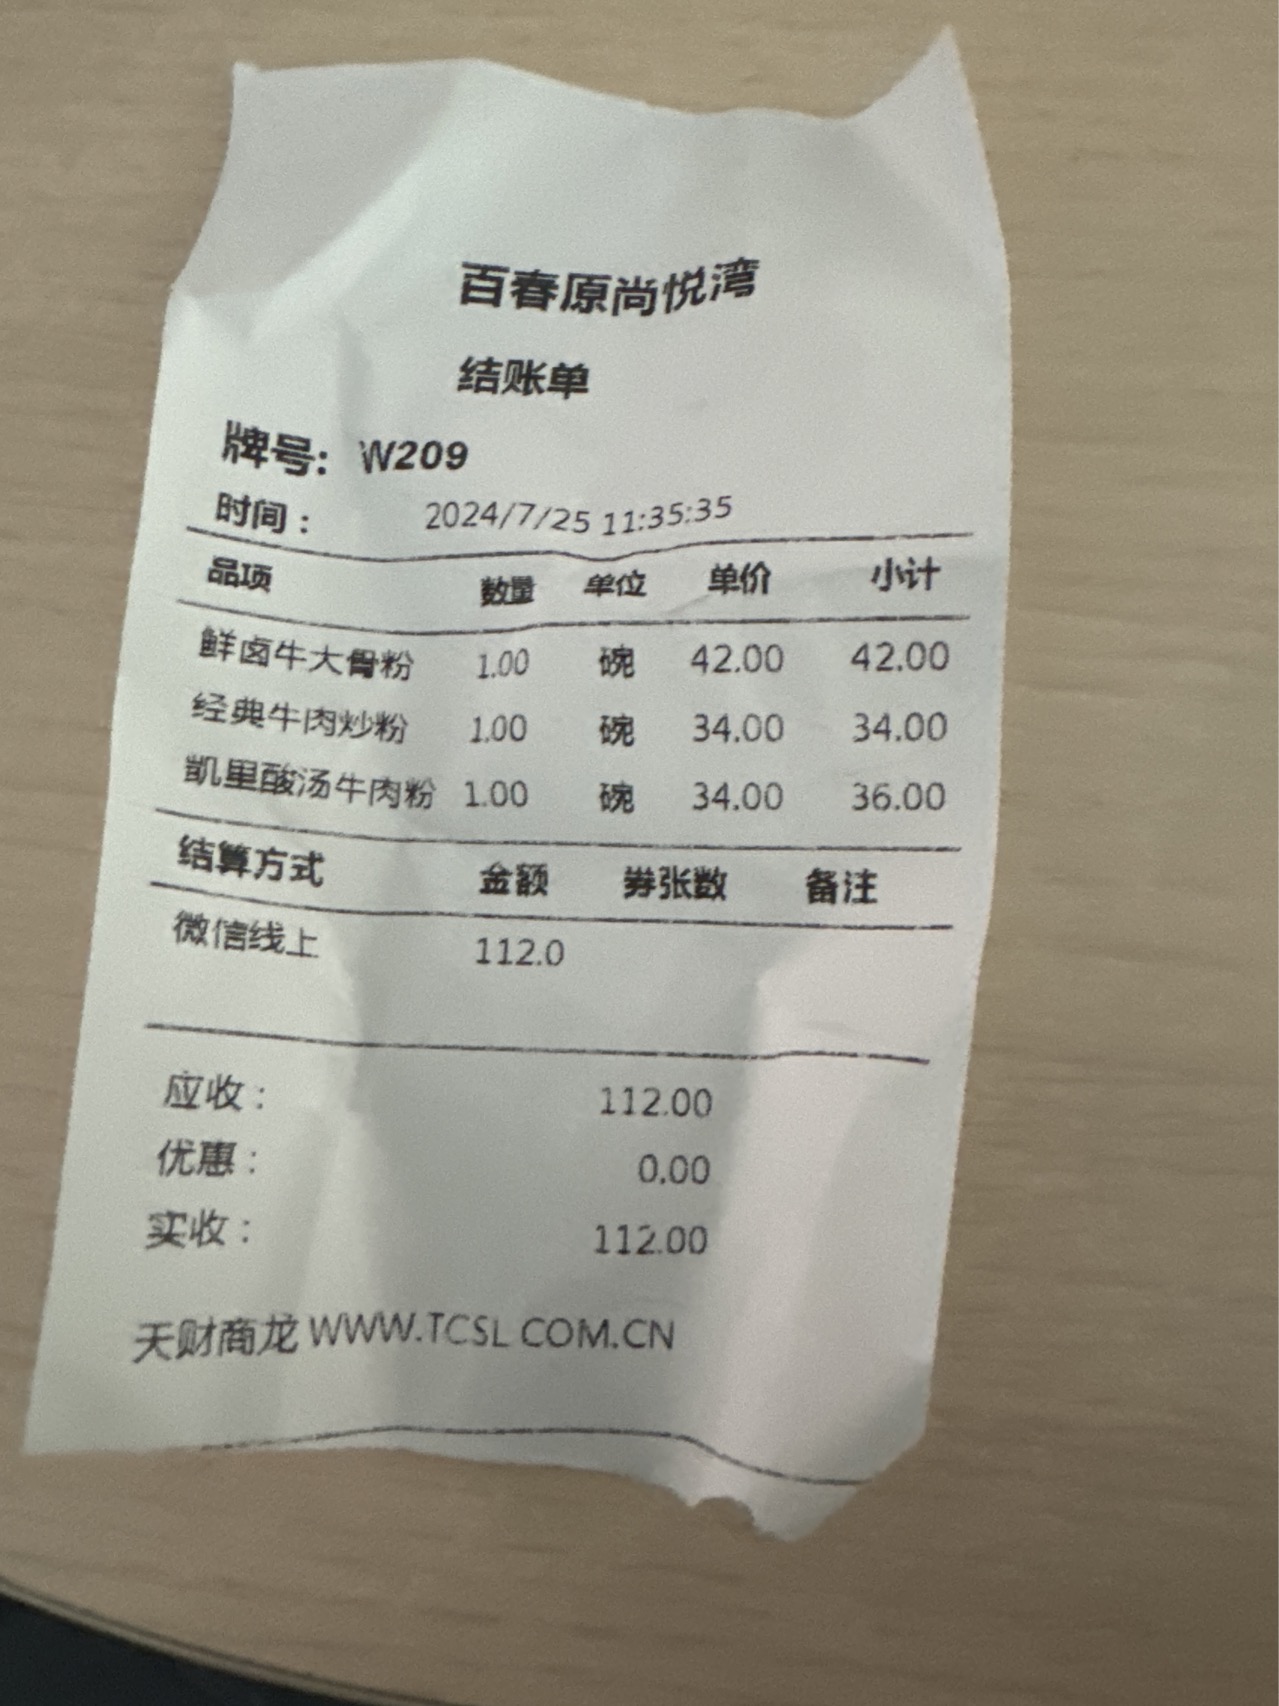 百春原尚悦湾
结账单
牌号: W209
时间： 2024/7/25 11:35:35
品项 数量 单位 单价 小计
鲜卤牛大骨粉 1.00 碗 42.00 42.00
经典牛肉炒粉 1.00 碗 34.00 34.00
凯里酸汤牛肉粉 1.00 碗 34.00 36.00
结算方式 金额 券张数 备注
微信线上 112.0
应收： 112.00
优惠： 0.00
实收： 112.00
天财商龙 WWW.TCSL.COM.CN